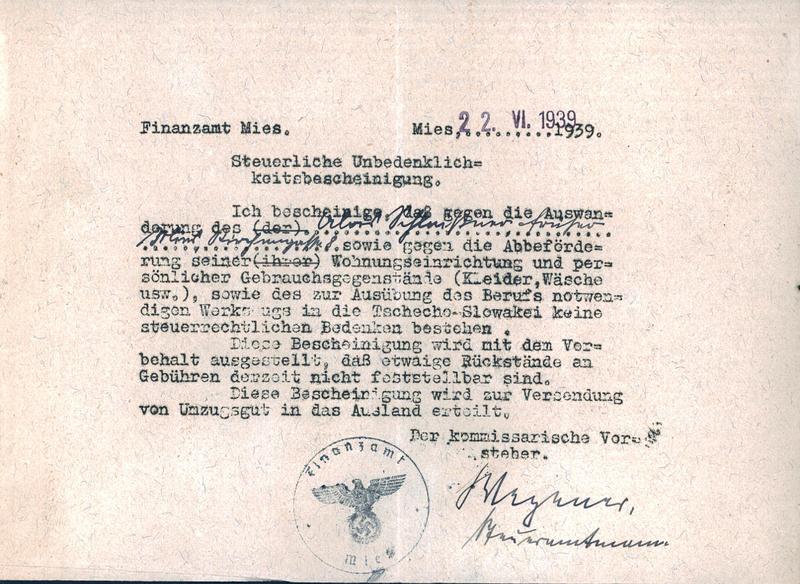 Finanzamt Mies. Mies, 22. VI. 1939 1939.
Steuerliche Unbedenklich=
keitsbescheinigung.
Ich bescheinige, daß gegen die Auswan=
derung des (der) Alois
sowie gegen die Abbeförde=
rung seiner(ihrer) Wohnungseinrichtung und per=
sönlicher Gebrauchsgegenstände (Kleider,Wäsche
usw.), sowie des zur Ausübung des Berufs notwen=
digen Werkzeugs in die Tschecho-Slowakei keine
steuerrechtlichen Bedenken bestehen .
Diese Bescheinigung wird mit dem Vor=
behalt ausgestellt, daß etwaige Rückstände an
Gebühren derzeit nicht feststellbar sind.
Diese Bescheinigung wird zur Versendung
von Umzugsgut in das Ausland erteilt.
Der kommissarische Vor=
steher.
Finanzamt
Mies
Wegener,
Steueramtmann.